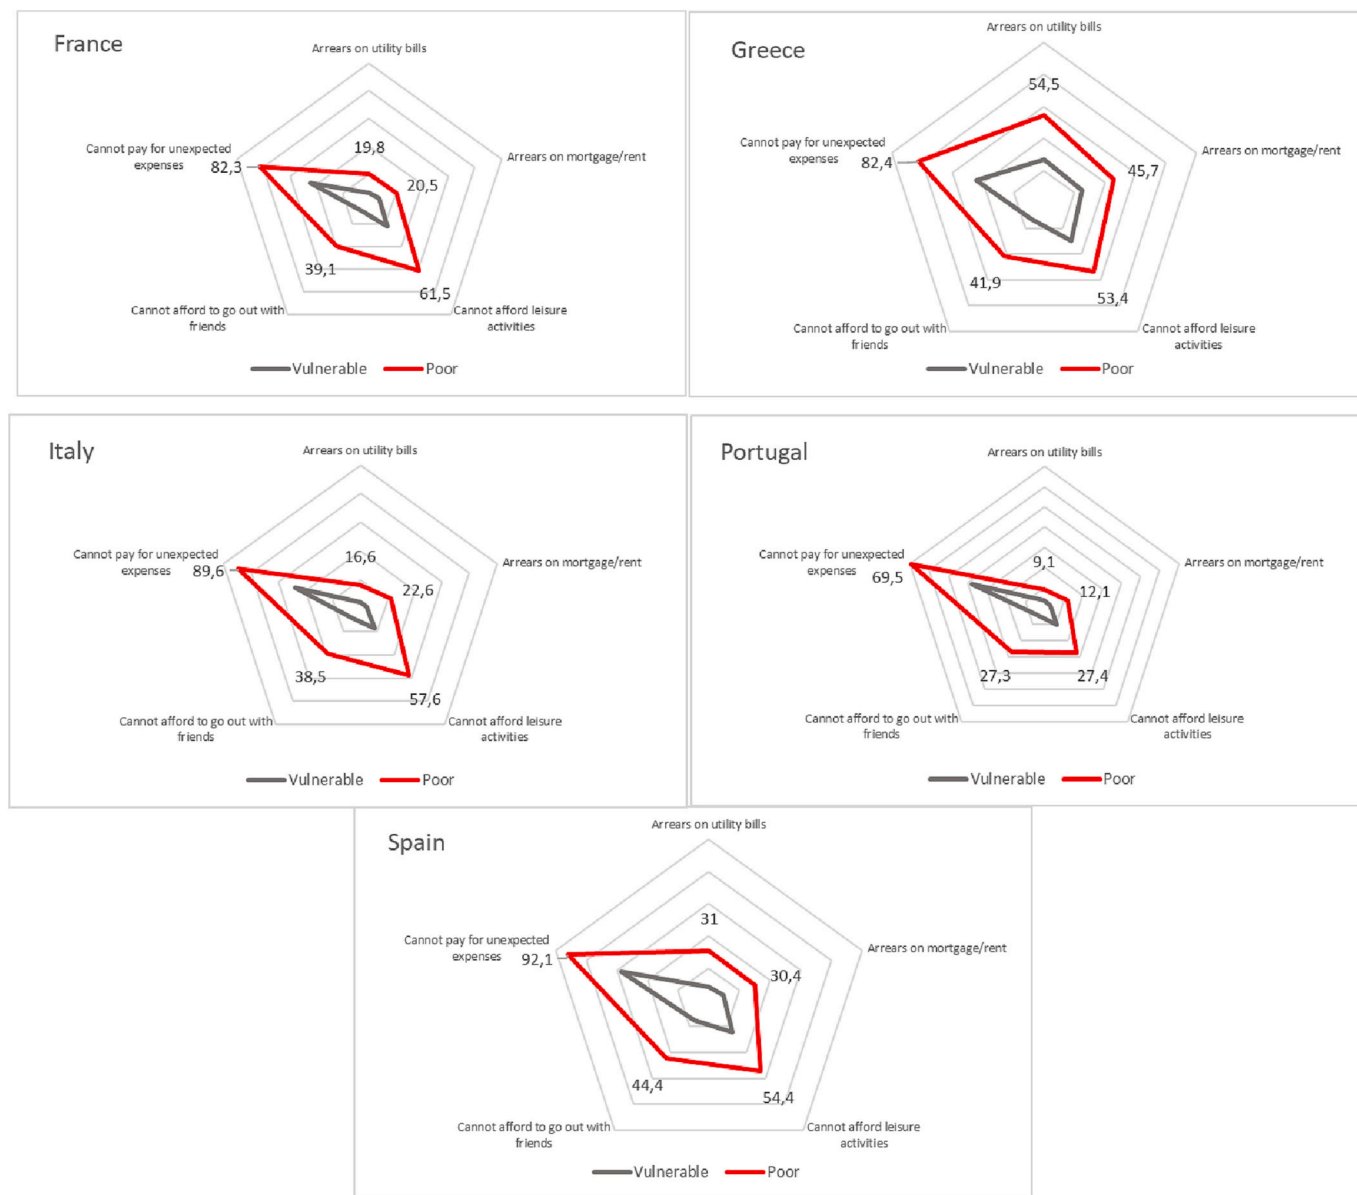 France
Arrears on utility bills
19,8
Arrears on mortgage/rent
20,5
Cannot pay for unexpected
expenses
82,3
39,1
61,5
Cannot afford to go out with
friends
Cannot afford leisure
activities
Vulnerable
Poor
Greece
Arrears on utility bills
54,5
Arrears on mortgage/rent
45,7
Cannot pay for unexpected
expenses
82,4
41,9
53,4
Cannot afford to go out with
friends
Cannot afford leisure
activities
Vulnerable
Poor
Italy
Arrears on utility bills
16,6
Arrears on mortgage/rent
22,6
Cannot pay for unexpected
expenses
89,6
38,5
57,6
Cannot afford to go out with
friends
Cannot afford leisure
activities
Vulnerable
Poor
Portugal
Arrears on utility bills
9,1
Arrears on mortgage/rent
12,1
Cannot pay for unexpected
expenses
69,5
27,3
27,4
Cannot afford to go out with
friends
Cannot afford leisure
activities
Vulnerable
Poor
Spain
Arrears on utility bills
31
Arrears on mortgage/rent
30,4
Cannot pay for unexpected
expenses
92,1
44,4
54,4
Cannot afford to go out with
friends
Cannot afford leisure
activities
Vulnerable
Poor